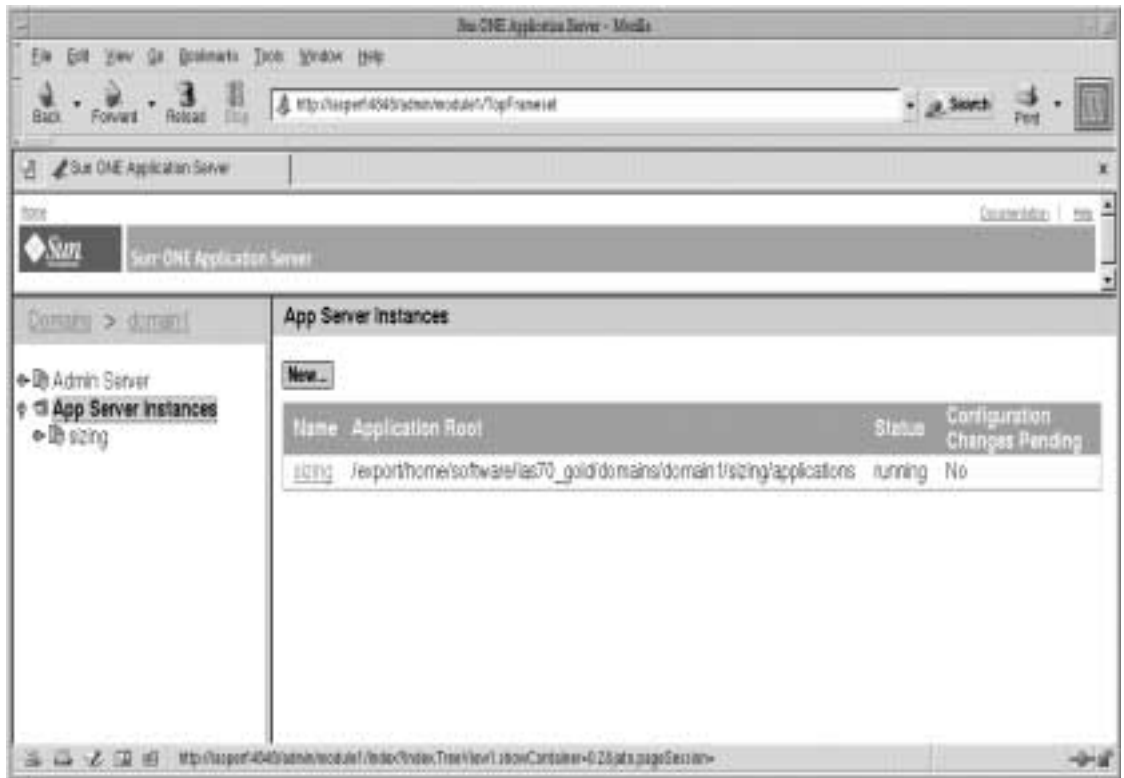 Sun ONE Application Server - Mozilla
File Edit View Go Bookmarks Tools Window Help
Back Forward Reload Stop
Search Print
Sun ONE Application Server
Home
Documentation | Help
Sun
Sun ONE Application Server
Domains > domain1
App Server Instances
Admin Server
App Server Instances
sizing
New...
Name Application Root Status Configuration Changes Pending
sizing /export/home/software/ias70_gold/domains/domain1/sizing/applications running No